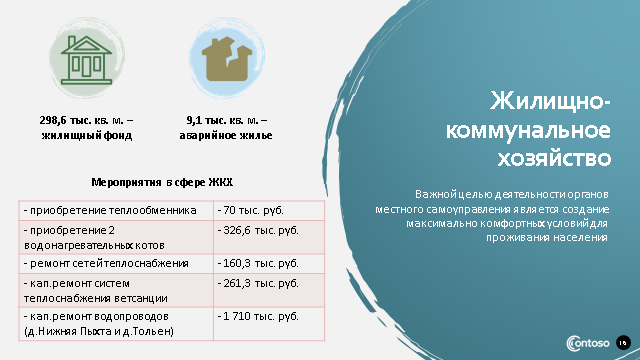 298,6 тыс. кв. м. –
жилищный фонд
9,1 тыс. кв. м. –
аварийное жилье
Мероприятия в сфере ЖКХ
- приобретение теплообменника - 70 тыс. руб.
- приобретение 2 - 326,6 тыс. руб.
водонагревательных котов
- ремонт сетей теплоснабжения - 160,3 тыс. руб.
- кап.ремонт систем - 261,3 тыс. руб.
теплоснабжения ветсанции
- кап.ремонт водопроводов - 1 710 тыс. руб.
(д.Нижняя Пыхта и д.Тольен)
Жилищно-
коммунальное
хозяйство
Важной целью деятельности органов
местного самоуправления является создание
максимально комфортных условий для
проживания населения
Contoso
16